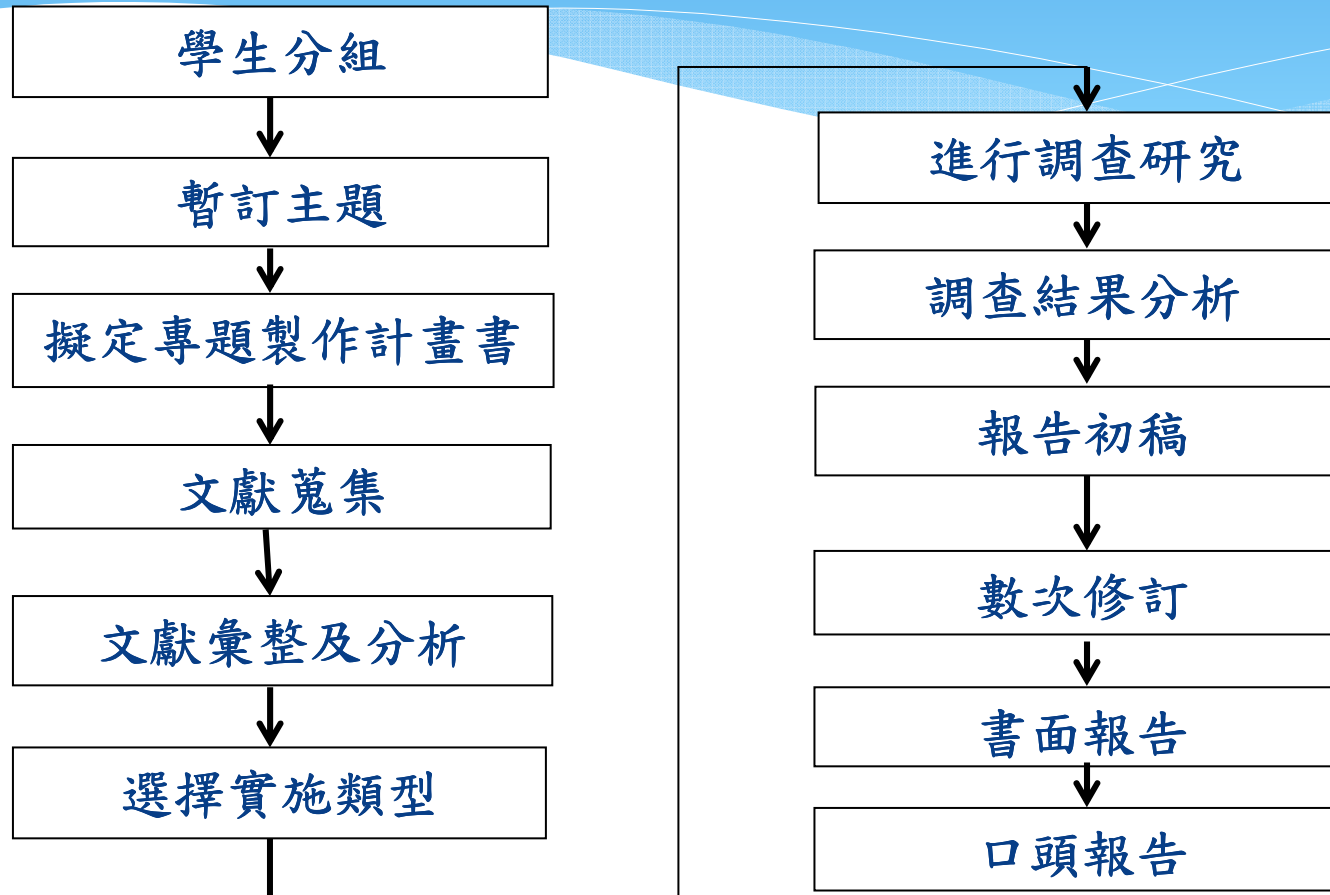 學生分組
暫訂主題
擬定專題製作計畫書
文獻蒐集
文獻彙整及分析
選擇實施類型
進行調查研究
調查結果分析
報告初稿
數次修訂
書面報告
口頭報告